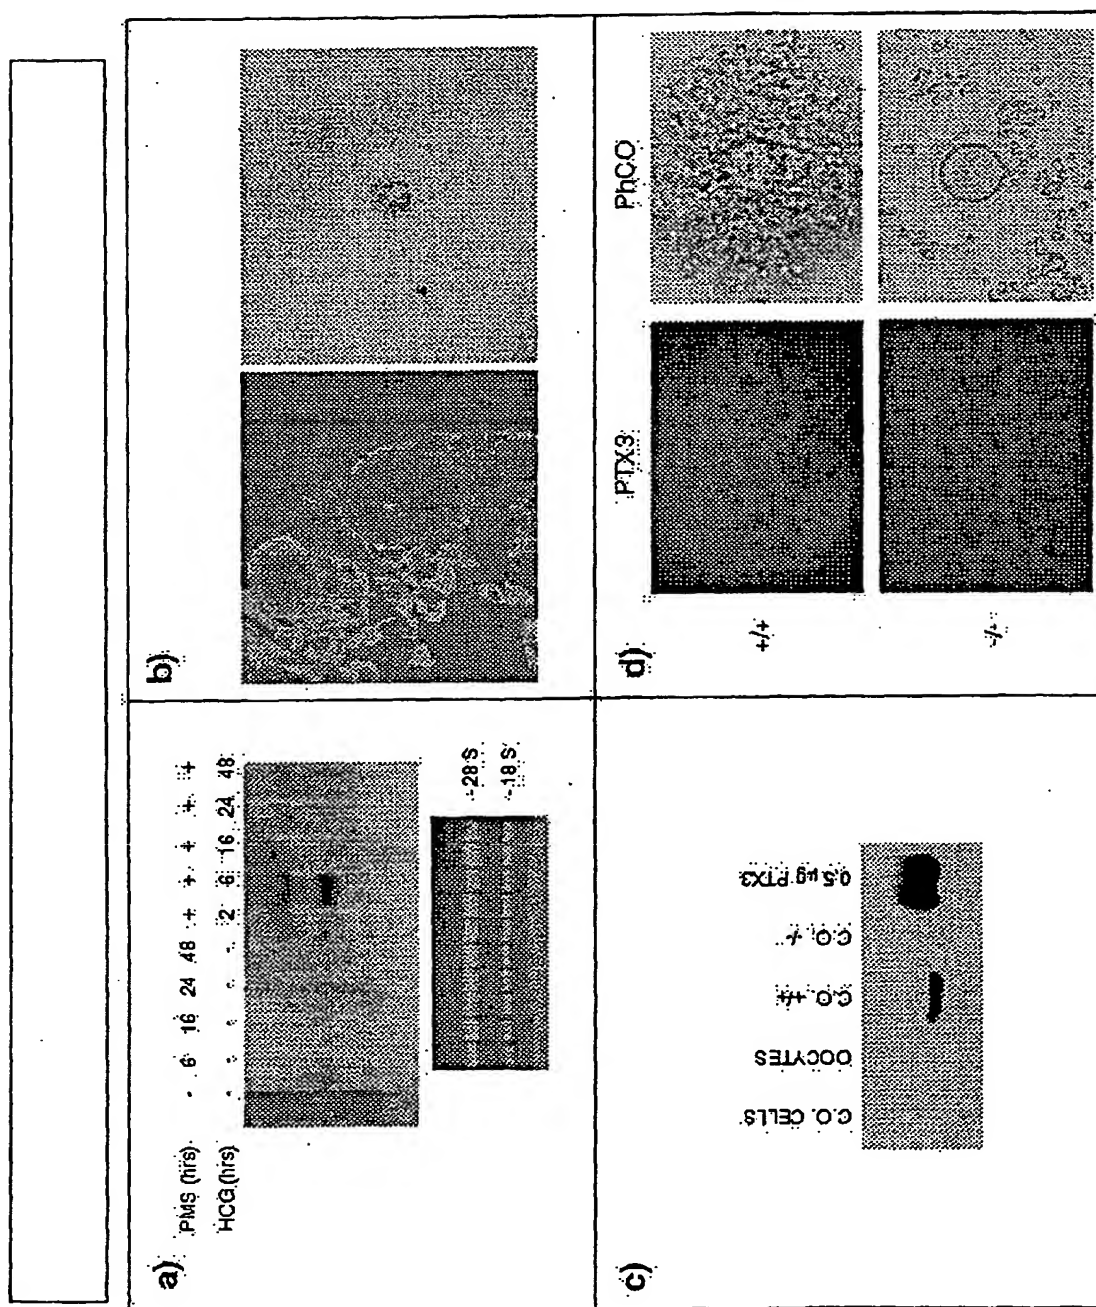 a)
PMS (hrs) - 6 16 24 48 + + + + +
HCG (hrs) - - - - - 2 6 16 24 48
-28 S
-18 S
b)
c)
C.O. CELLS
OOCYTES
C.O. +/+
C.O. -/-
0,5 µg PTX3
d)
PTX3 PhCO
+/+
-/-